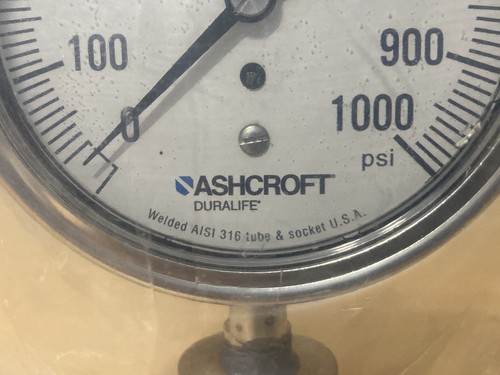 100
900
0
1000
psi
ASHCROFT®
DURALIFE®
Welded AISI 316 tube & socket U.S.A.